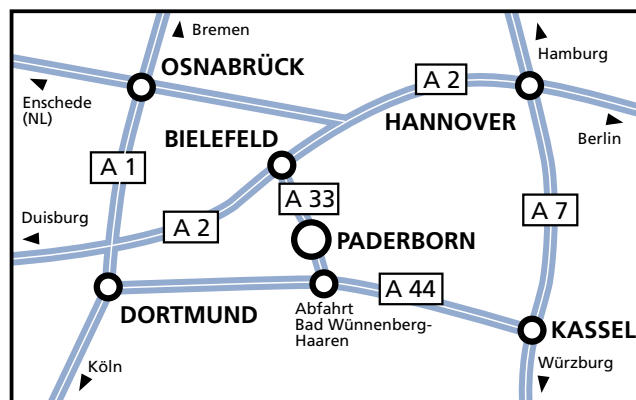 Bremen
Hamburg
OSNABRÜCK
A 2
Enschede
(NL)
HANNOVER
Berlin
BIELEFELD
A 1
A 33
A 7
Duisburg
A 2
PADERBORN
A 44
DORTMUND
Abfahrt
Bad Wünnenberg-
Haaren
KASSEL
Köln
Würzburg